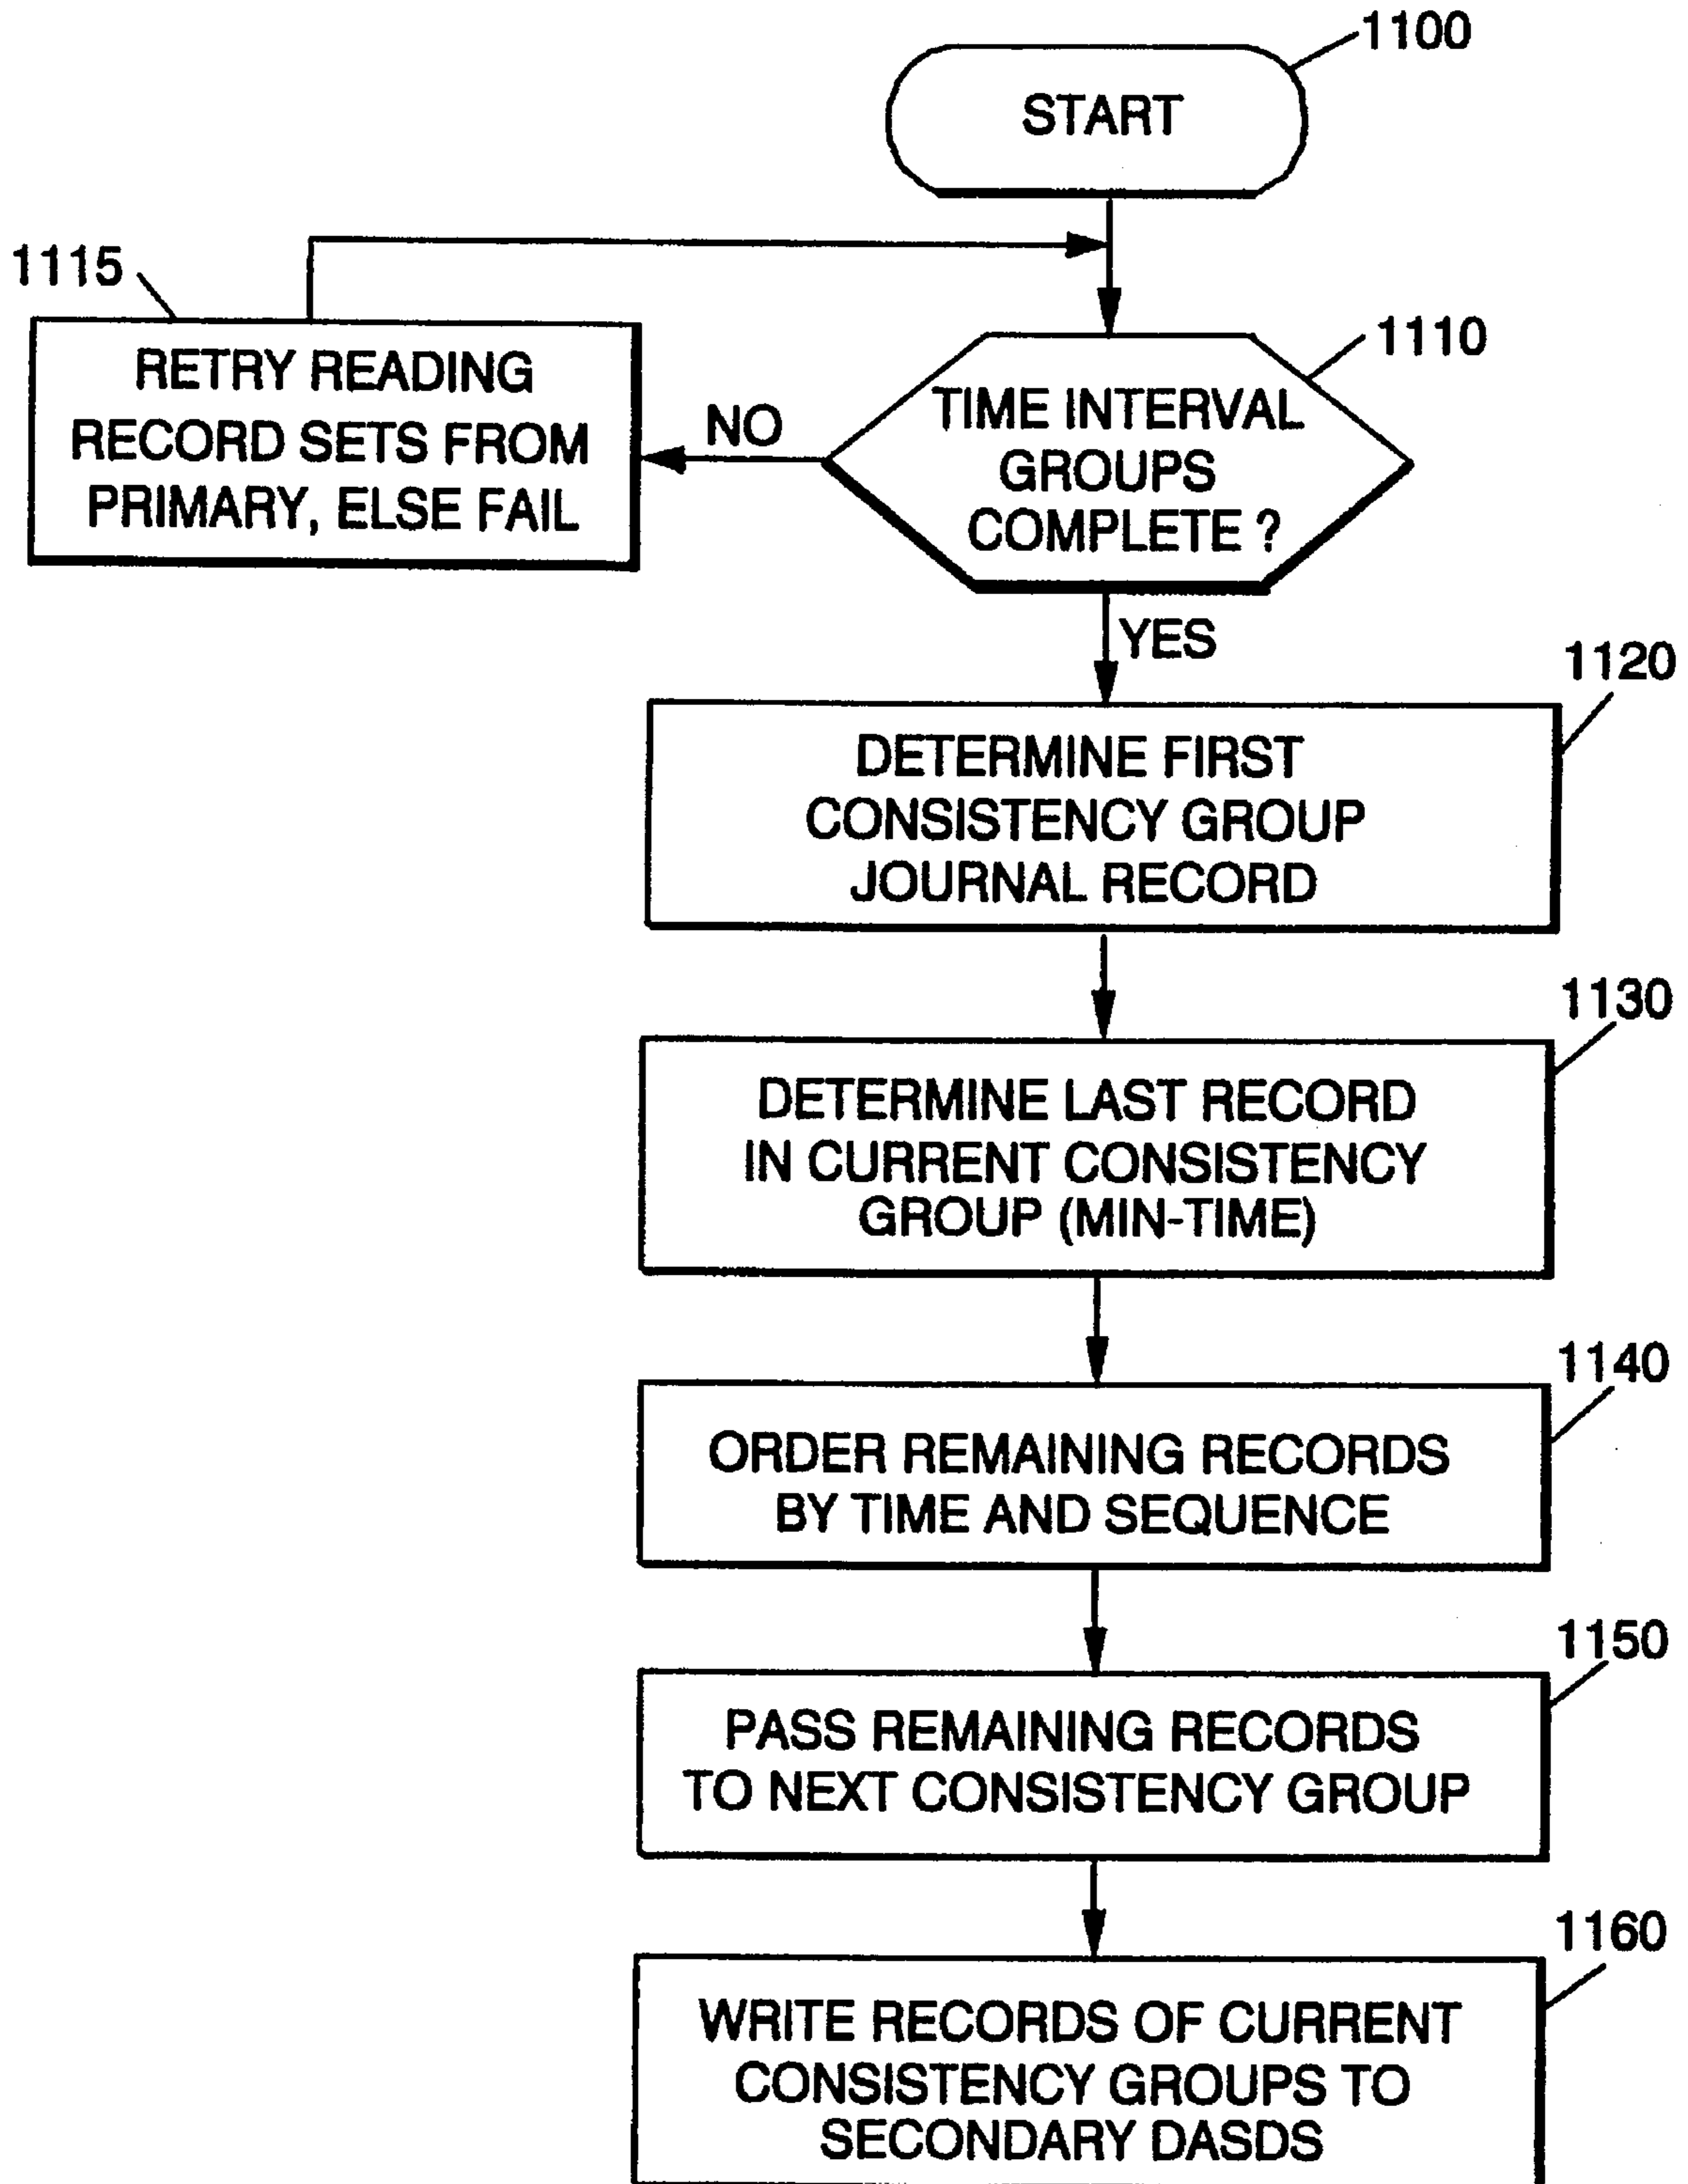 1100
START
1115
RETRY READING
RECORD SETS FROM
PRIMARY, ELSE FAIL
NO
1110
TIME INTERVAL
GROUPS
COMPLETE ?
YES
1120
DETERMINE FIRST
CONSISTENCY GROUP
JOURNAL RECORD
1130
DETERMINE LAST RECORD
IN CURRENT CONSISTENCY
GROUP (MIN-TIME)
1140
ORDER REMAINING RECORDS
BY TIME AND SEQUENCE
1150
PASS REMAINING RECORDS
TO NEXT CONSISTENCY GROUP
1160
WRITE RECORDS OF CURRENT
CONSISTENCY GROUPS TO
SECONDARY DASDS